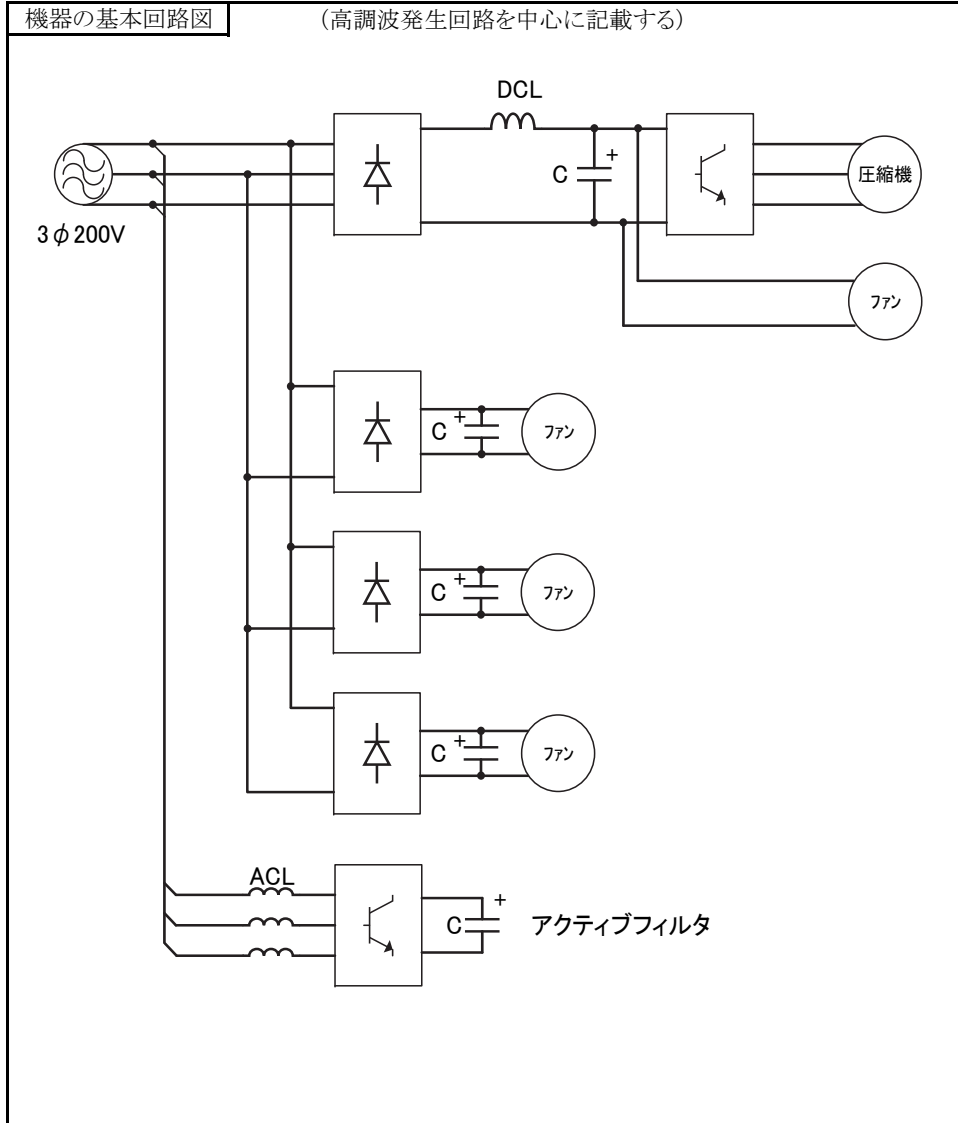 機器の基本回路図
(高調波発生回路を中心に記載する)
DCL
C
+
圧縮機
3φ200V
ファン
C
+
ファン
C
+
ファン
C
+
ファン
ACL
C
+
アクティブフィルタ